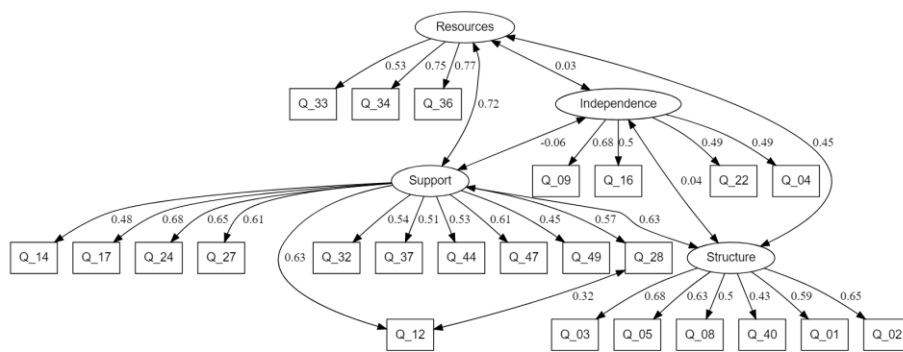 Resources
0.53 0.75 0.77 0.03
Q_33 Q_34 Q_36 0.72 Independence
-0.06 0.68 0.5 0.49 0.49 0.45
Support Q_09 Q_16 0.04 Q_22 Q_04
0.48 0.68 0.65 0.61 0.54 0.51 0.53 0.61 0.45 0.57 0.63
Q_14 Q_17 Q_24 Q_27 0.63 Q_32 Q_37 Q_44 Q_47 Q_49 Q_28 Structure
0.32 0.68 0.63 0.5 0.43 0.59 0.65
Q_12 Q_03 Q_05 Q_08 Q_40 Q_01 Q_02